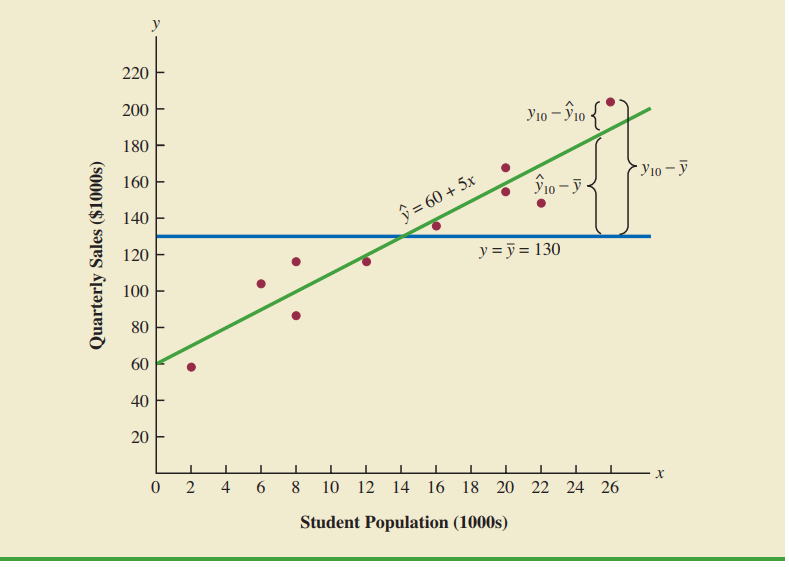 y
220
200
180
160
140
120
100
80
60
40
20
Quarterly Sales ($1000s)
y₁₀ − ŷ₁₀
ŷ₁₀ − y̅
y₁₀ − y̅
ŷ = 60 + 5x
y = y̅ = 130
0 2 4 6 8 10 12 14 16 18 20 22 24 26 x
Student Population (1000s)